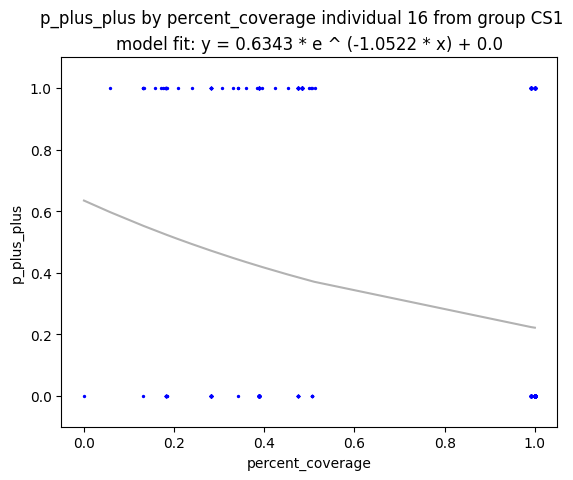 p_plus_plus by percent_coverage individual 16 from group CS1
model fit: y = 0.6343 * e ^ (-1.0522 * x) + 0.0
1.0
0.8
0.6
0.4
0.2
0.0
p_plus_plus
0.0 0.2 0.4 0.6 0.8 1.0
percent_coverage